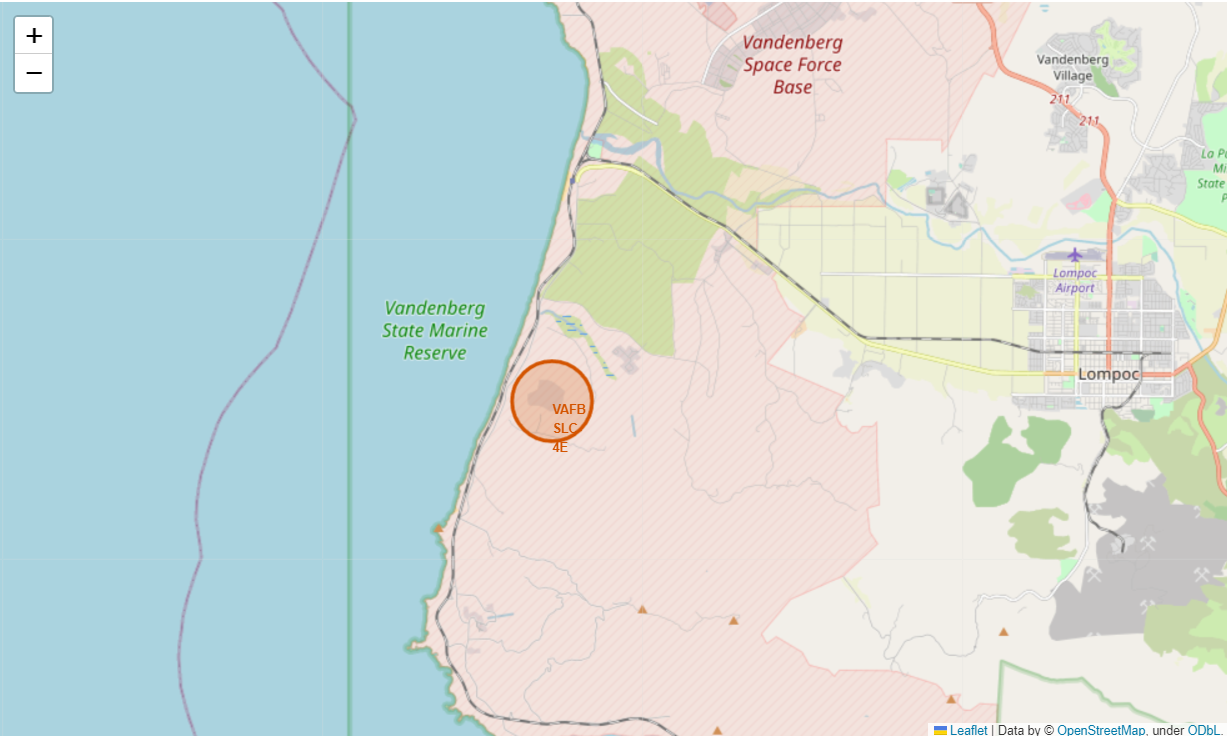 +
−
Vandenberg
Space Force
Base
Vandenberg
Village
211
211
La Pu
Mi
State
P
Lompoc
Airport
Vandenberg
State Marine
Reserve
Lompoc
VAFB
SLC
4E
Leaflet | Data by © OpenStreetMap, under ODbL.